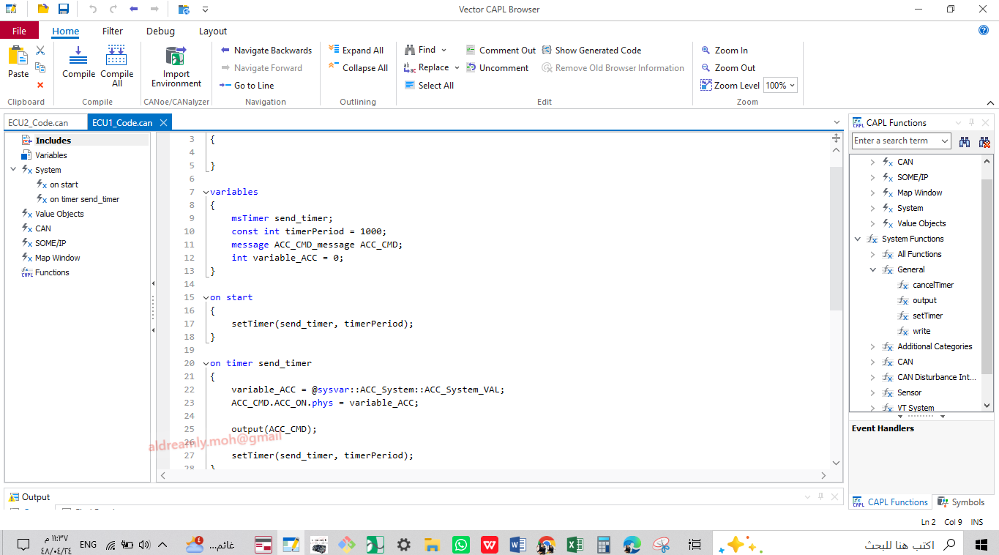 Vector CAPL Browser
File Home Filter Debug Layout
Paste
Clipboard
Compile
Compile All
Compile
Import Environment
CANoe/CANalyzer
Navigate Backwards
Navigate Forward
Go to Line
Navigation
Expand All
Collapse All
Outlining
Find
Replace
Select All
Comment Out
Uncomment
Show Generated Code
Remove Old Browser Information
Edit
Zoom In
Zoom Out
Zoom Level 100%
Zoom
ECU2_Code.can ECU1_Code.can
Includes
Variables
System
on start
on timer send_timer
Value Objects
CAN
SOME/IP
Map Window
Functions
3 {
4
5 }
6
7 variables
8 {
9 msTimer send_timer;
10 const int timerPeriod = 1000;
11 message ACC_CMD_message ACC_CMD;
12 int variable_ACC = 0;
13 }
14
15 on start
16 {
17 setTimer(send_timer, timerPeriod);
18 }
19
20 on timer send_timer
21 {
22 variable_ACC = @sysvar::ACC_System::ACC_System_VAL;
23 ACC_CMD.ACC_ON.phys = variable_ACC;
24
25 output(ACC_CMD);
26
27 setTimer(send_timer, timerPeriod);
28 }
aldreamly.moh@gmail
CAPL Functions
Enter a search term
CAN
SOME/IP
Map Window
System
Value Objects
System Functions
All Functions
General
cancelTimer
output
setTimer
write
Additional Categories
CAN
CAN Disturbance Int...
Sensor
VT System
Event Handlers
CAPL Functions Symbols
Output
Ln 2 Col 9 INS
١١:٣٧ م
٤٨/٠٤/٢٤
ENG
غائم...
اكتب هنا للبحث